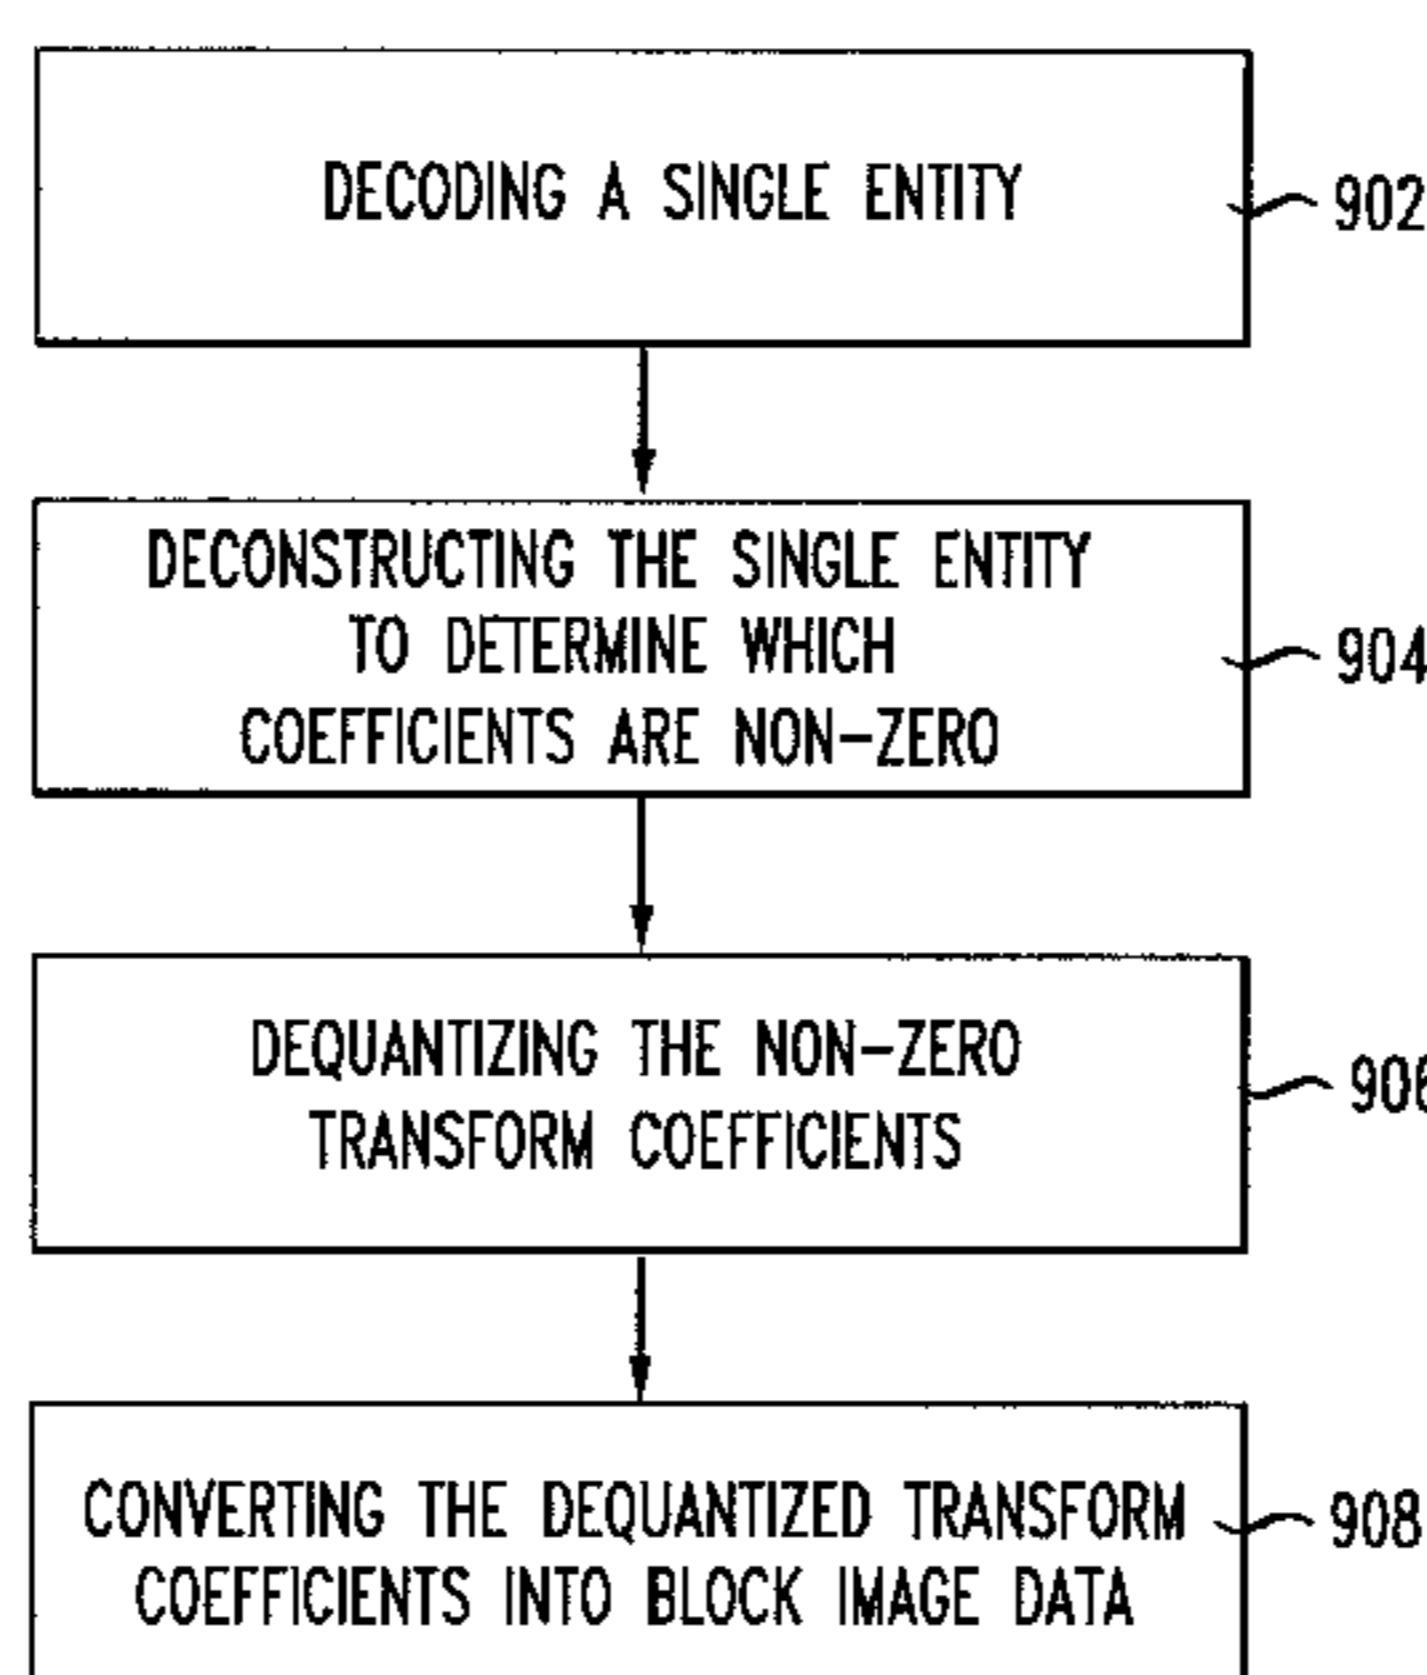 DECODING A SINGLE ENTITY
902
DECONSTRUCTING THE SINGLE ENTITY
TO DETERMINE WHICH
904
COEFFICIENTS ARE NON-ZERO
DEQUANTIZING THE NON-ZERO
906
TRANSFORM COEFFICIENTS
CONVERTING THE DEQUANTIZED TRANSFORM
908
COEFFICIENTS INTO BLOCK IMAGE DATA